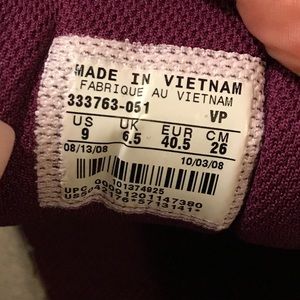 MADE IN VIETNAM
FABRIQUE AU VIETNAM
333763-051 VP
US UK EUR CM
9 6.5 40.5 26
08/13/08 10/03/08
00091201147380